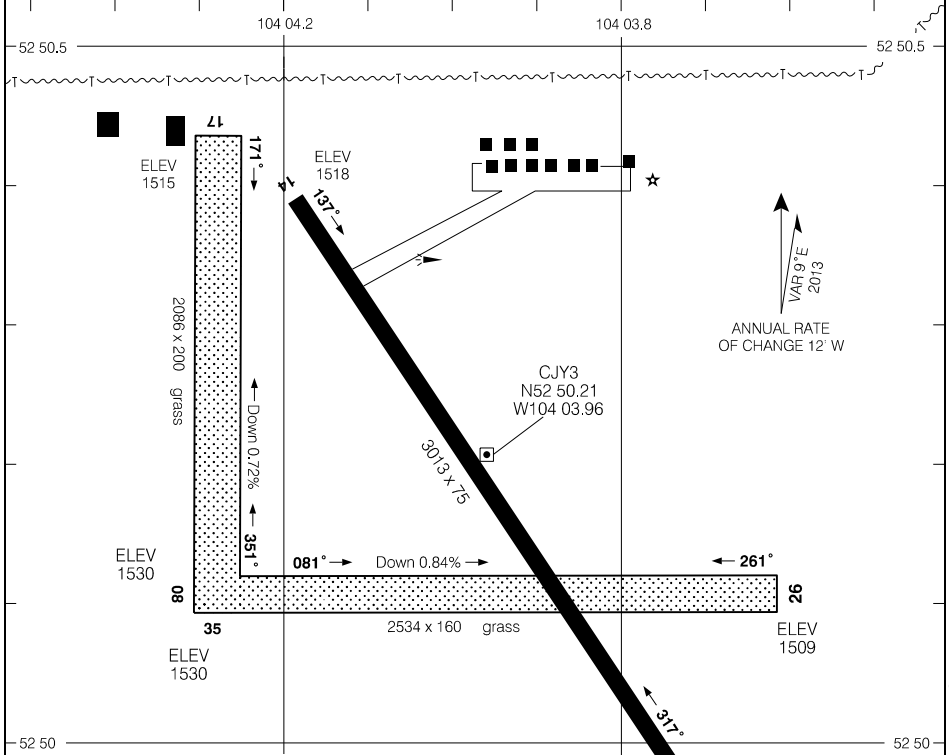 104 04.2
104 03.8
52 50.5
52 50.5
T T T T T T T T T
17
171°
ELEV
1515
ELEV
1518
14
137°
VAR 9°E
2013
ANNUAL RATE
OF CHANGE 12' W
2086 x 200 grass
CJY3
N52 50.21
W104 03.96
Down 0.72%
3013 x 75
351°
ELEV
1530
081°
Down 0.84%
261°
08
26
35
2534 x 160 grass
ELEV
1530
ELEV
1509
317°
52 50
52 50